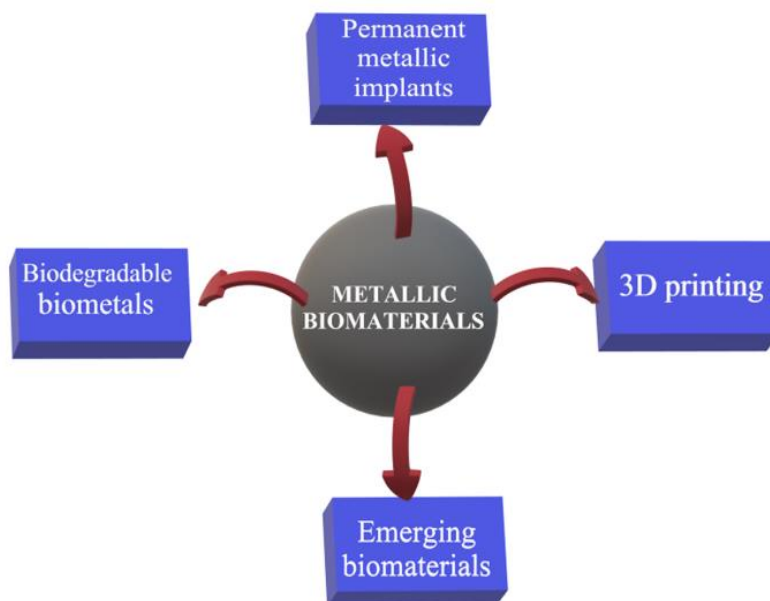 Permanent
metallic
implants
Biodegradable
biometals
METALLIC
BIOMATERIALS
3D printing
Emerging
biomaterials